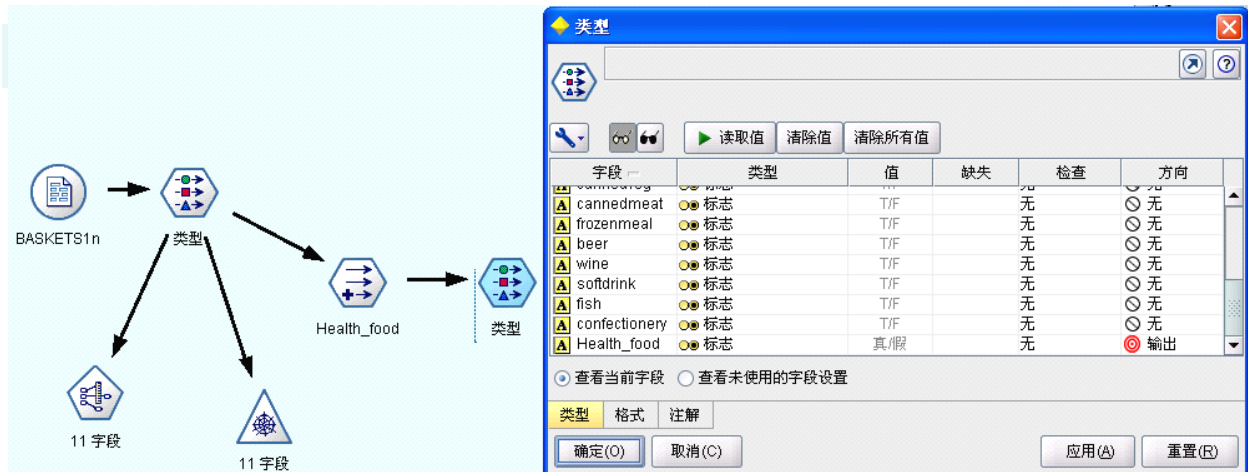 BASKETS1n
类型
Health_food
类型
11 字段
11 字段
类型
读取值 清除值 清除所有值
字段 类型 值 缺失 检查 方向
cannedmeat 标志 T/F 无 无
frozenmeal 标志 T/F 无 无
beer 标志 T/F 无 无
wine 标志 T/F 无 无
softdrink 标志 T/F 无 无
fish 标志 T/F 无 无
confectionery 标志 T/F 无 无
Health_food 标志 真/假 无 输出
查看当前字段 查看未使用的字段设置
类型 格式 注解
确定(O) 取消(C) 应用(A) 重置(R)